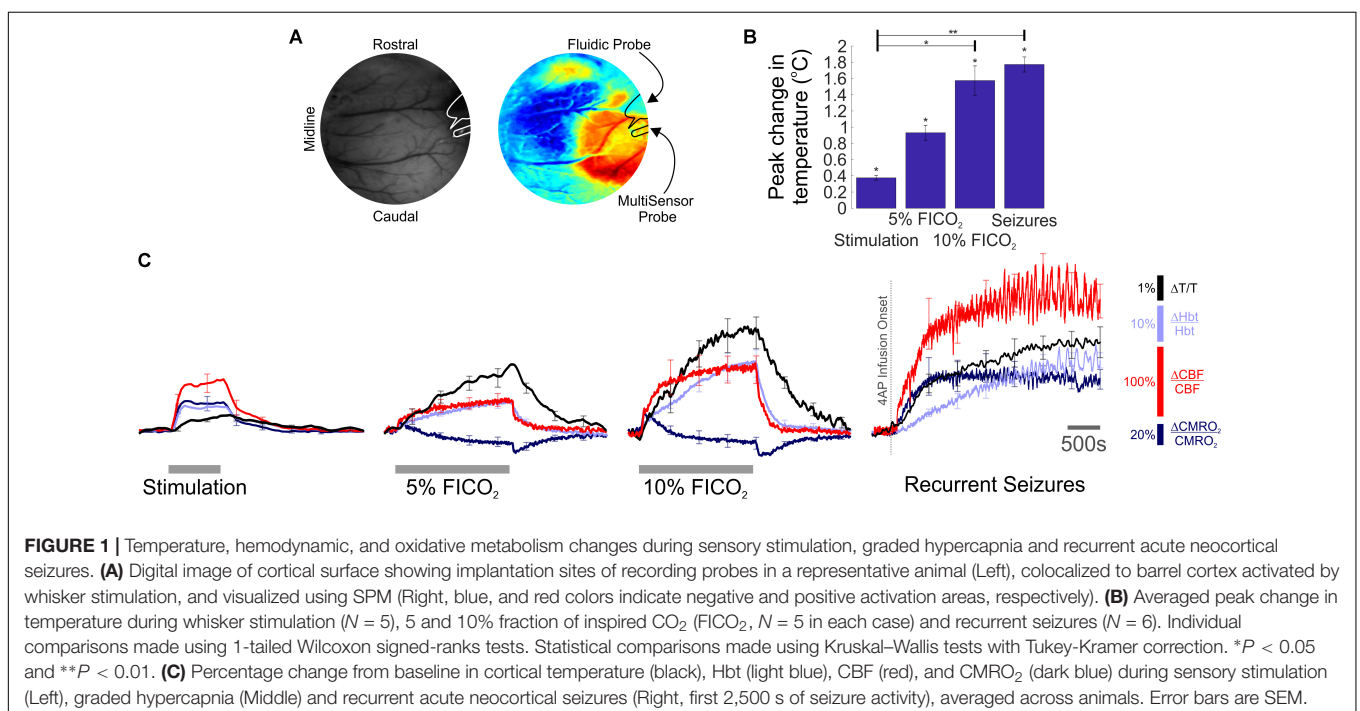 A
Rostral
Midline
Caudal
Fluidic Probe
MultiSensor
Probe
B
Peak change in
temperature (°C)
2
1.8
1.6
1.4
1.2
1
0.8
0.6
0.4
0.2
0
*
*
*
*
*
**
Stimulation
5% FICO₂
10% FICO₂
Seizures
C
Stimulation
5% FICO₂
10% FICO₂
4AP Infusion Onset
Recurrent Seizures
500s
1% ΔT/T
10% ΔHbt
Hbt
100% ΔCBF
CBF
20% ΔCMRO₂
CMRO₂
FIGURE 1 | Temperature, hemodynamic, and oxidative metabolism changes during sensory stimulation, graded hypercapnia and recurrent acute neocortical
seizures. (A) Digital image of cortical surface showing implantation sites of recording probes in a representative animal (Left), colocalized to barrel cortex activated by
whisker stimulation, and visualized using SPM (Right, blue, and red colors indicate negative and positive activation areas, respectively). (B) Averaged peak change in
temperature during whisker stimulation (N = 5), 5 and 10% fraction of inspired CO₂ (FICO₂, N = 5 in each case) and recurrent seizures (N = 6). Individual
comparisons made using 1-tailed Wilcoxon signed-ranks tests. Statistical comparisons made using Kruskal–Wallis tests with Tukey-Kramer correction. *P < 0.05
and **P < 0.01. (C) Percentage change from baseline in cortical temperature (black), Hbt (light blue), CBF (red), and CMRO₂ (dark blue) during sensory stimulation
(Left), graded hypercapnia (Middle) and recurrent acute neocortical seizures (Right, first 2,500 s of seizure activity), averaged across animals. Error bars are SEM.